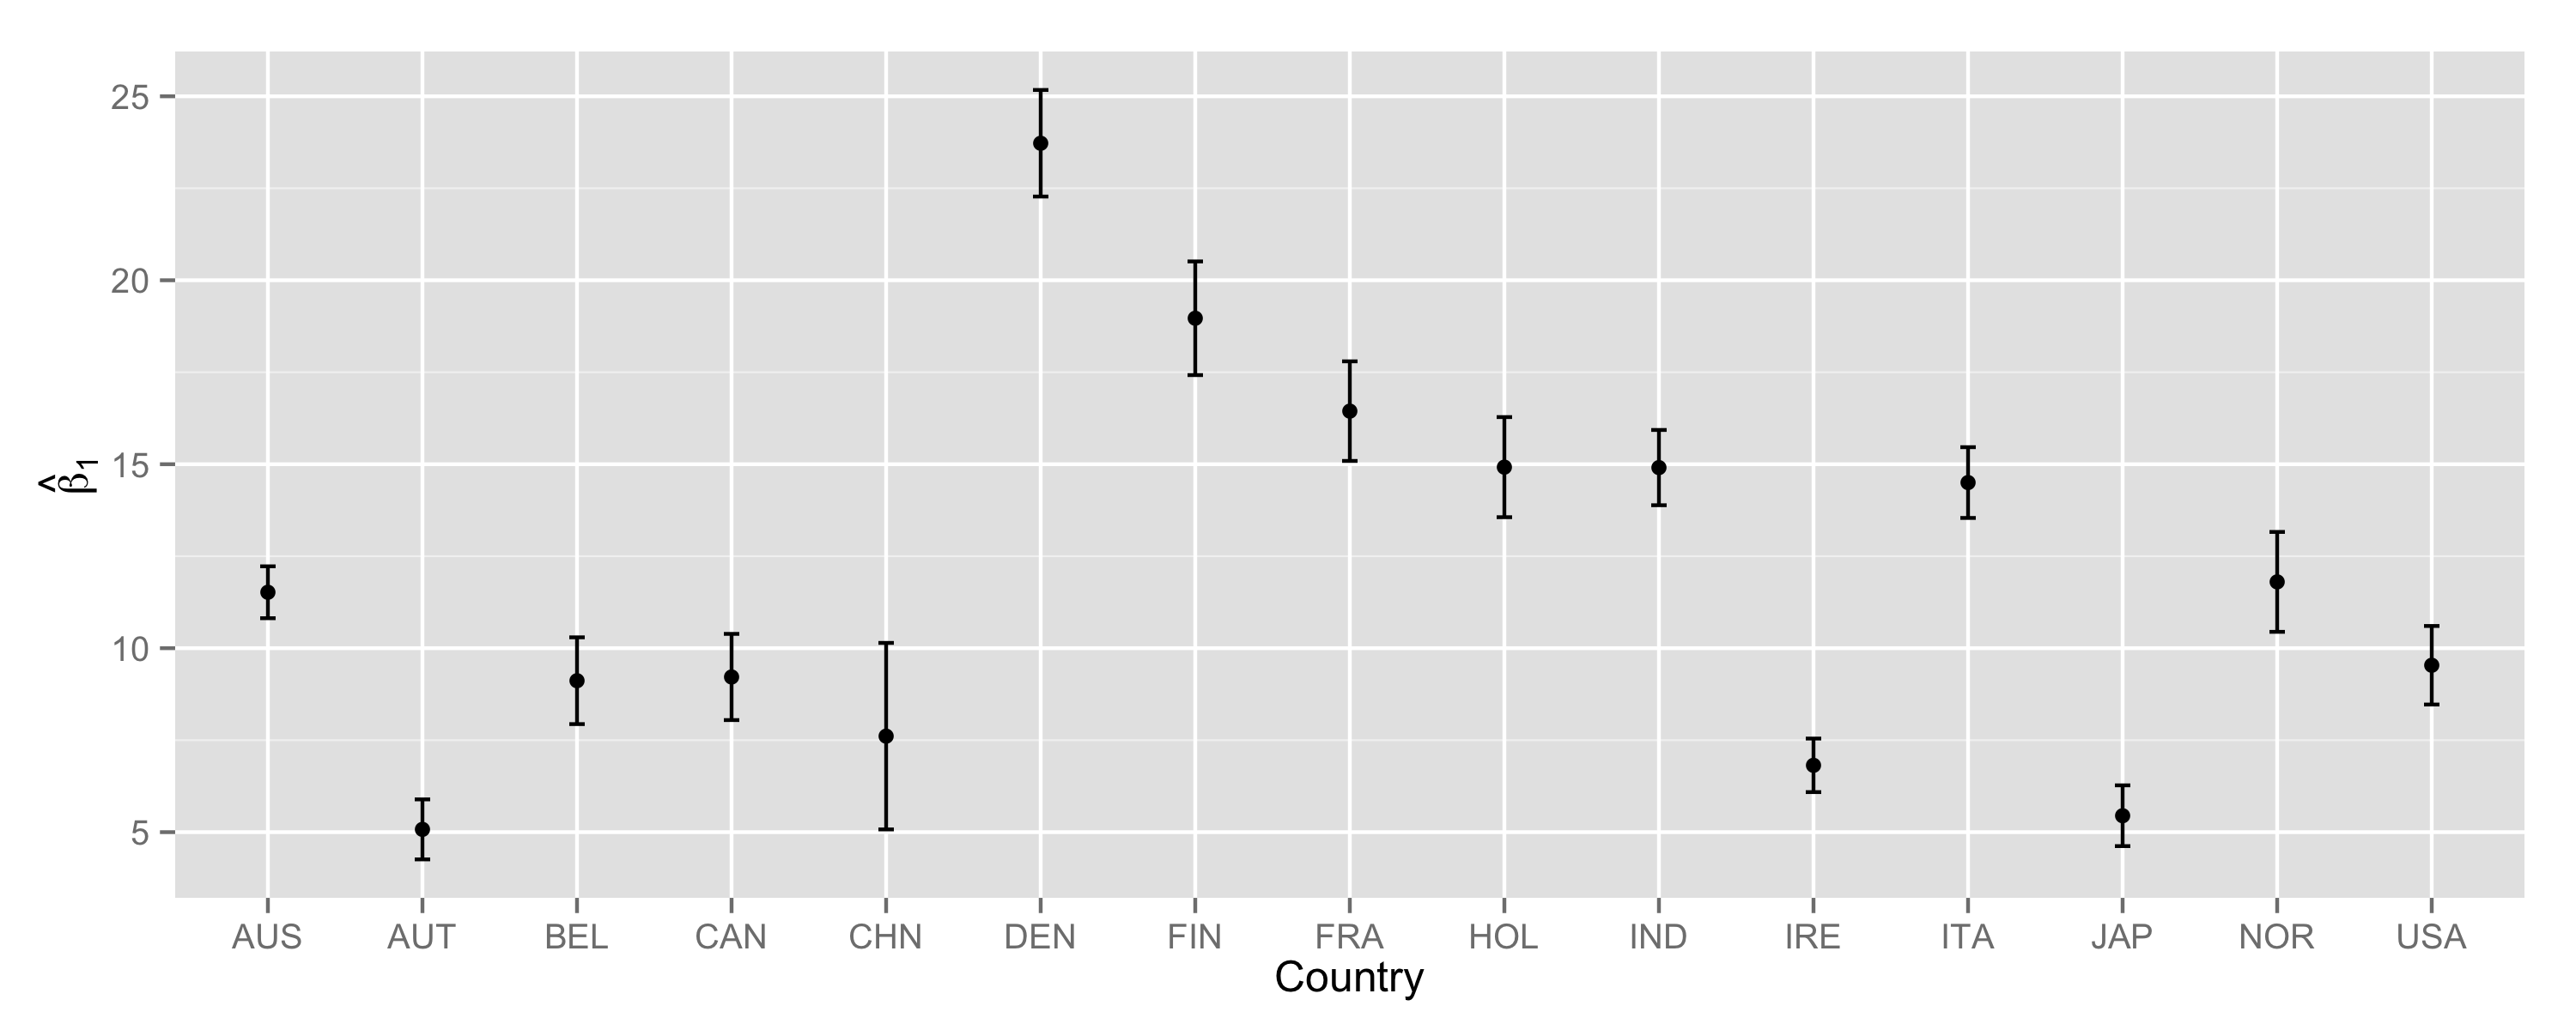 25
20
15
10
5
β̂₁
AUS AUT BEL CAN CHN DEN FIN FRA HOL IND IRE ITA JAP NOR USA
Country